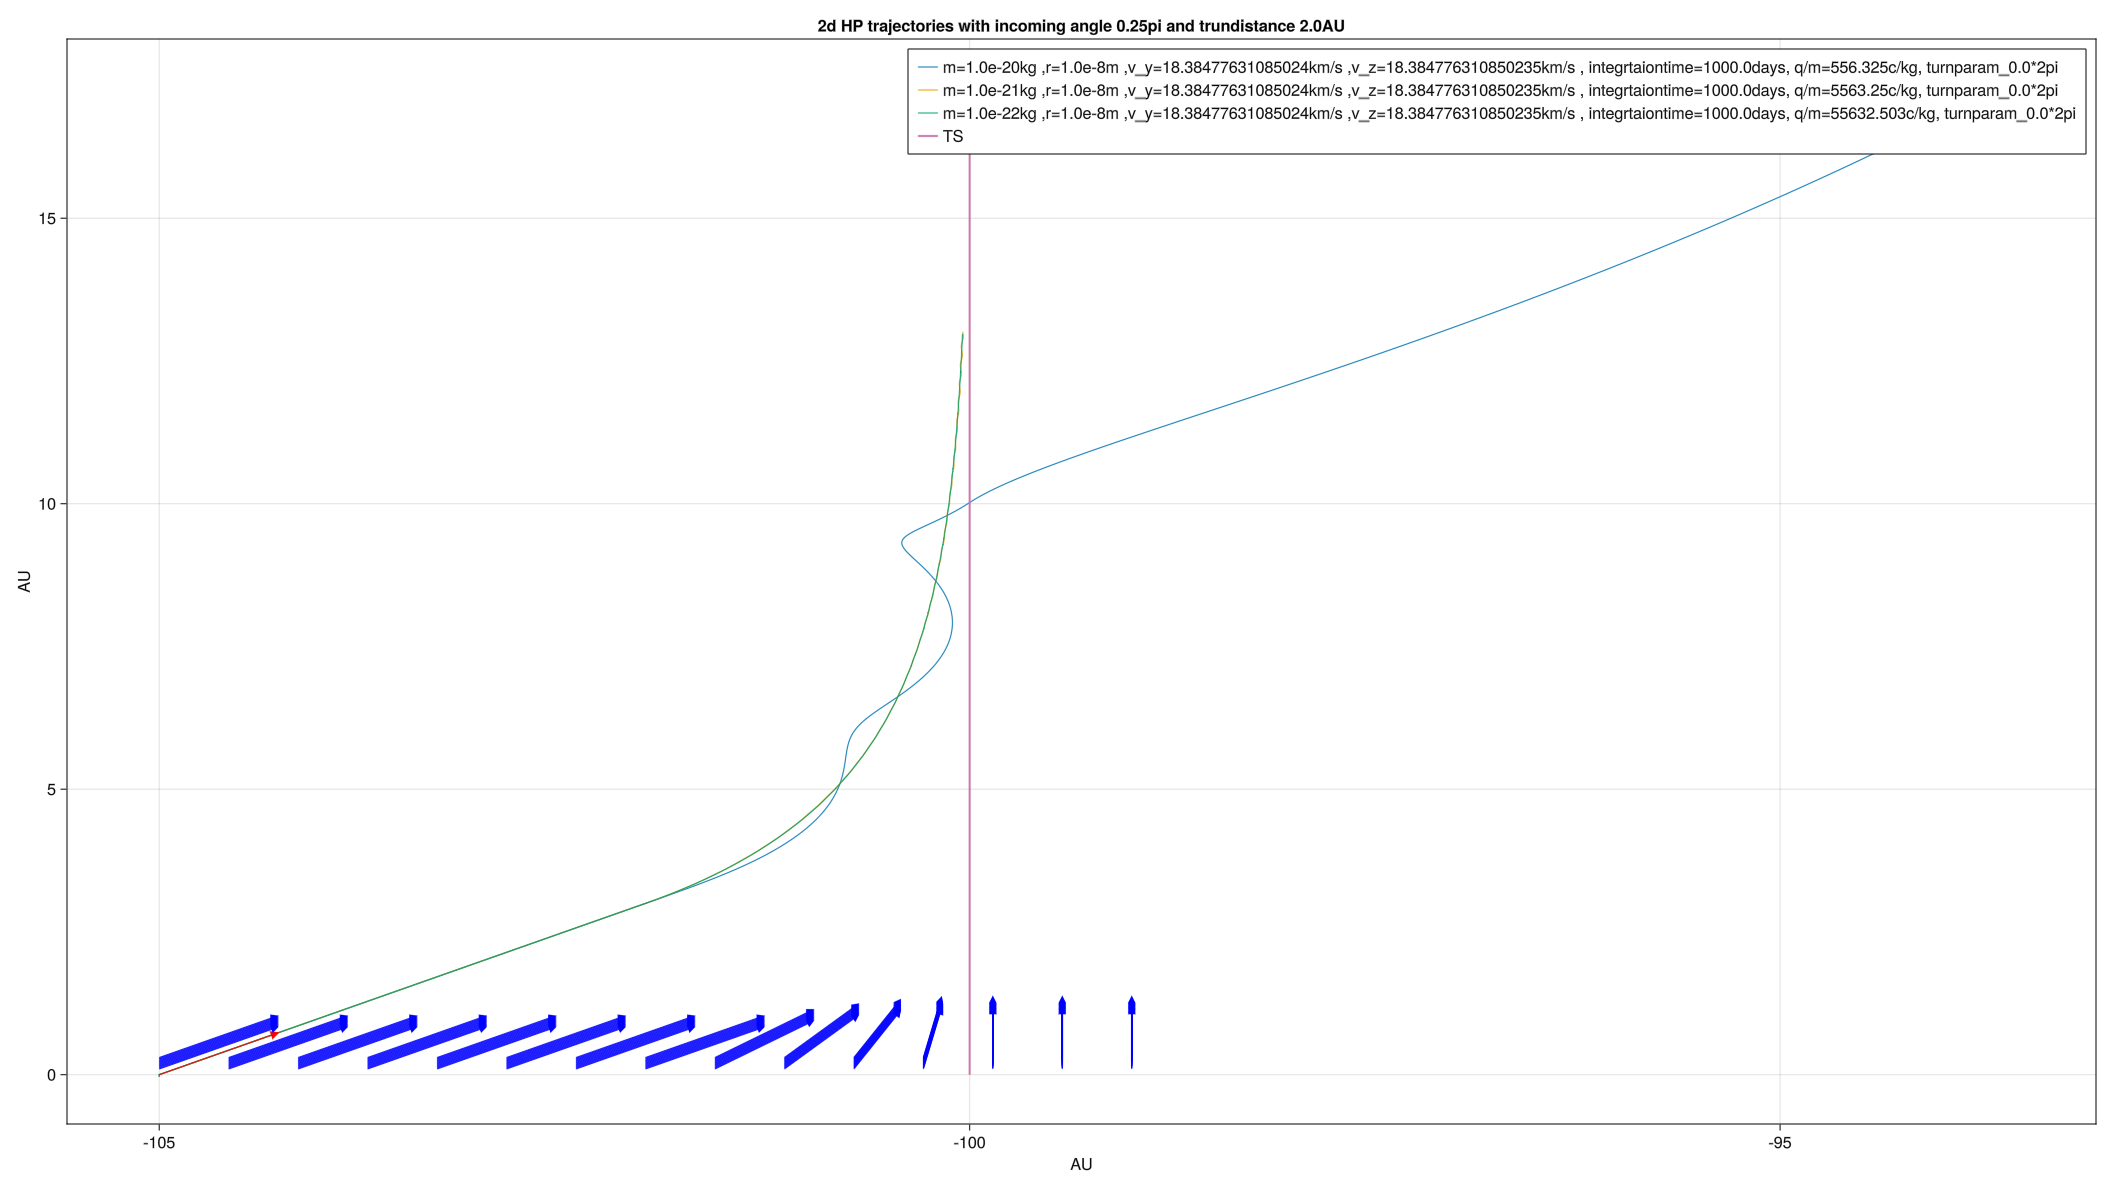 2d HP trajectories with incoming angle 0.25pi and trundistance 2.0AU
m=1.0e-20kg ,r=1.0e-8m ,v_y=18.38477631085024km/s ,v_z=18.384776310850235km/s , integrtaiontime=1000.0days, q/m=556.325c/kg, turnparam_0.0*2pi
m=1.0e-21kg ,r=1.0e-8m ,v_y=18.38477631085024km/s ,v_z=18.384776310850235km/s , integrtaiontime=1000.0days, q/m=5563.25c/kg, turnparam_0.0*2pi
m=1.0e-22kg ,r=1.0e-8m ,v_y=18.38477631085024km/s ,v_z=18.384776310850235km/s , integrtaiontime=1000.0days, q/m=55632.503c/kg, turnparam_0.0*2pi
TS
15
10
AU
5
0
-105
-100
-95
AU